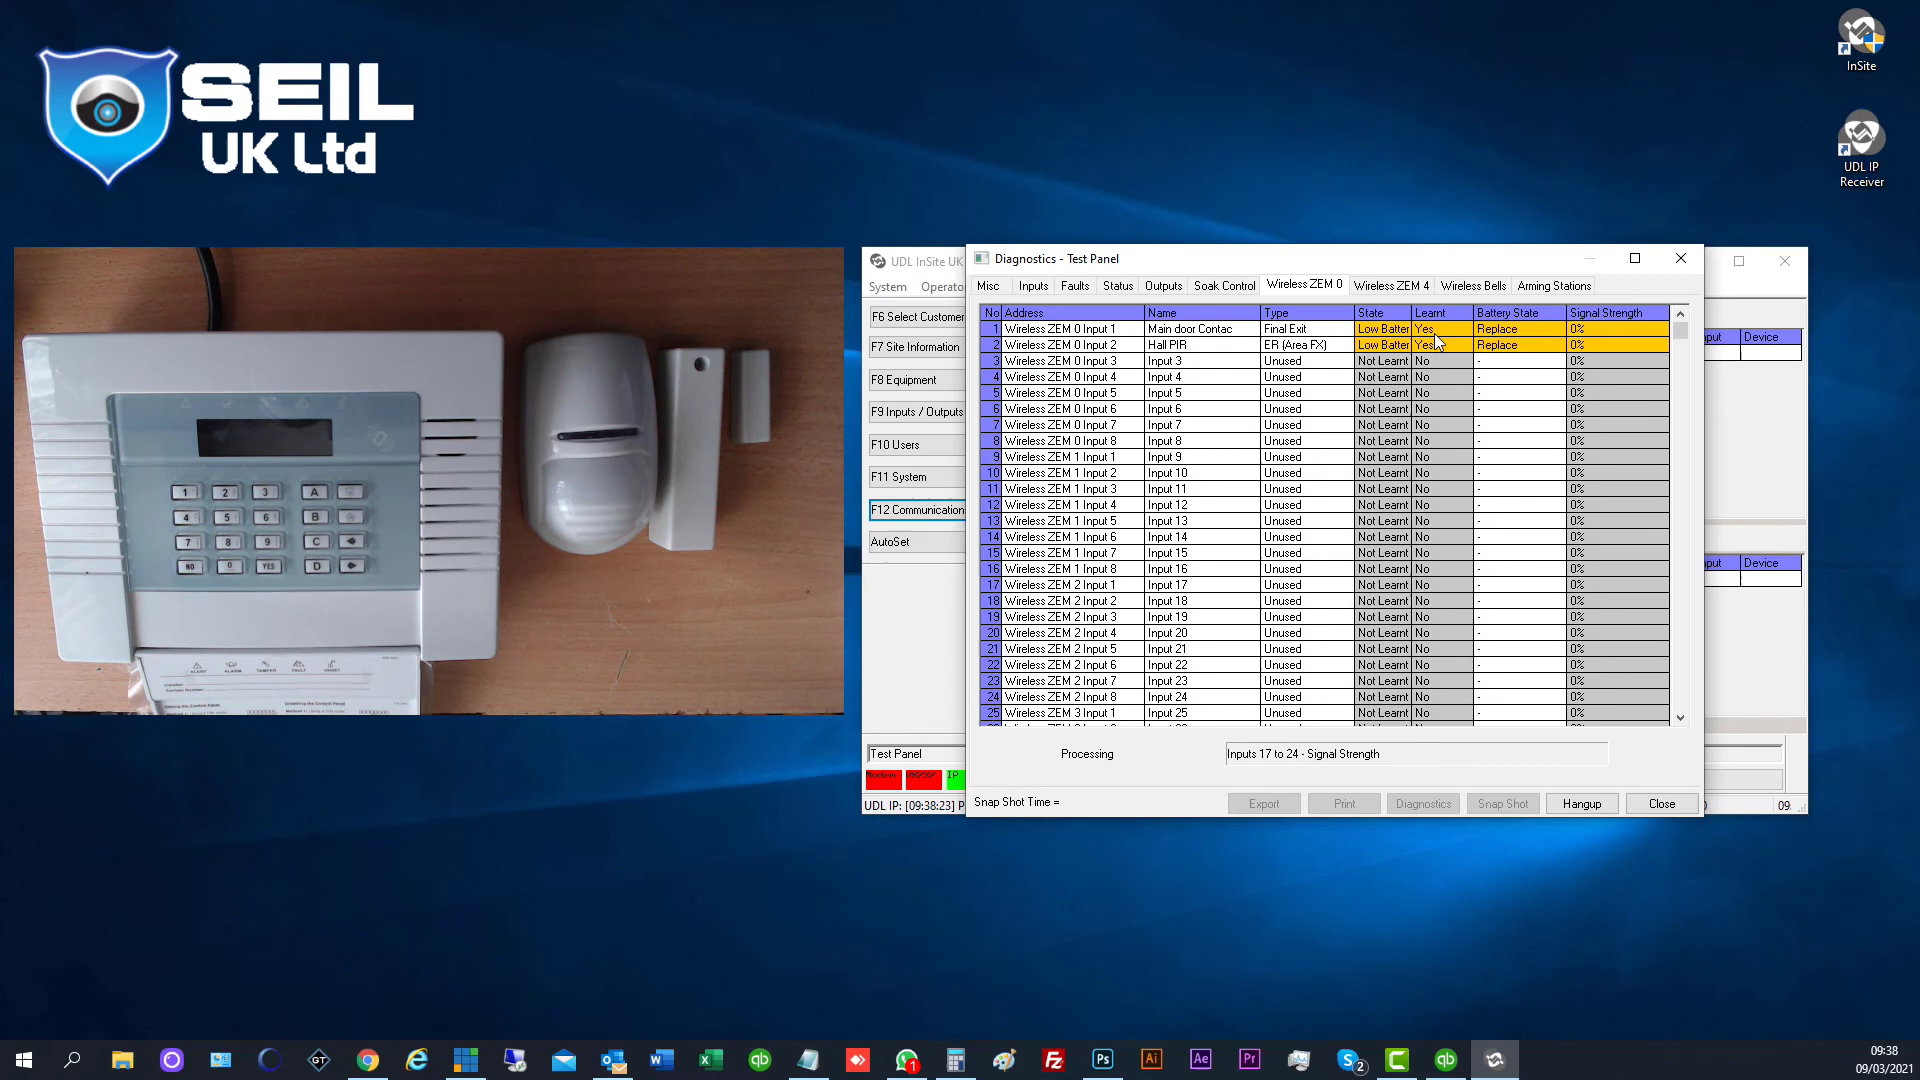 SEIL
UK Ltd
InSite
UDL IP
Receiver
UDL InSite UK
System Operato
F6 Select Customer
F7 Site Information
F8 Equipment
F9 Inputs / Outputs
F10 Users
F11 System
F12 Communication
AutoSet
Test Panel
Modem RS232 IP
UDL IP: [09:38:23] P
put Device
put Device
09
Diagnostics - Test Panel
Misc Inputs Faults Status Outputs Soak Control Wireless ZEM 0 Wireless ZEM 4 Wireless Bells Arming Stations
No Address Name Type State Learnt Battery State Signal Strength
1 Wireless ZEM 0 Input 1 Main door Contac Final Exit Low Batter Yes Replace 0%
2 Wireless ZEM 0 Input 2 Hall PIR ER (Area FX) Low Batter Yes Replace 0%
3 Wireless ZEM 0 Input 3 Input 3 Unused Not Learnt No - 0%
4 Wireless ZEM 0 Input 4 Input 4 Unused Not Learnt No - 0%
5 Wireless ZEM 0 Input 5 Input 5 Unused Not Learnt No - 0%
6 Wireless ZEM 0 Input 6 Input 6 Unused Not Learnt No - 0%
7 Wireless ZEM 0 Input 7 Input 7 Unused Not Learnt No - 0%
8 Wireless ZEM 0 Input 8 Input 8 Unused Not Learnt No - 0%
9 Wireless ZEM 1 Input 1 Input 9 Unused Not Learnt No - 0%
10 Wireless ZEM 1 Input 2 Input 10 Unused Not Learnt No - 0%
11 Wireless ZEM 1 Input 3 Input 11 Unused Not Learnt No - 0%
12 Wireless ZEM 1 Input 4 Input 12 Unused Not Learnt No - 0%
13 Wireless ZEM 1 Input 5 Input 13 Unused Not Learnt No - 0%
14 Wireless ZEM 1 Input 6 Input 14 Unused Not Learnt No - 0%
15 Wireless ZEM 1 Input 7 Input 15 Unused Not Learnt No - 0%
16 Wireless ZEM 1 Input 8 Input 16 Unused Not Learnt No - 0%
17 Wireless ZEM 2 Input 1 Input 17 Unused Not Learnt No - 0%
18 Wireless ZEM 2 Input 2 Input 18 Unused Not Learnt No - 0%
19 Wireless ZEM 2 Input 3 Input 19 Unused Not Learnt No - 0%
20 Wireless ZEM 2 Input 4 Input 20 Unused Not Learnt No - 0%
21 Wireless ZEM 2 Input 5 Input 21 Unused Not Learnt No - 0%
22 Wireless ZEM 2 Input 6 Input 22 Unused Not Learnt No - 0%
23 Wireless ZEM 2 Input 7 Input 23 Unused Not Learnt No - 0%
24 Wireless ZEM 2 Input 8 Input 24 Unused Not Learnt No - 0%
25 Wireless ZEM 3 Input 1 Input 25 Unused Not Learnt No - 0%
Processing Inputs 17 to 24 - Signal Strength
Snap Shot Time =
Export Print Diagnostics Snap Shot Hangup Close
1 2 3 A
4 5 6 B
7 8 9 C
NO 0 YES D
ALERT ALARM TAMPER FAULT UNSET
09:38
09/03/2021